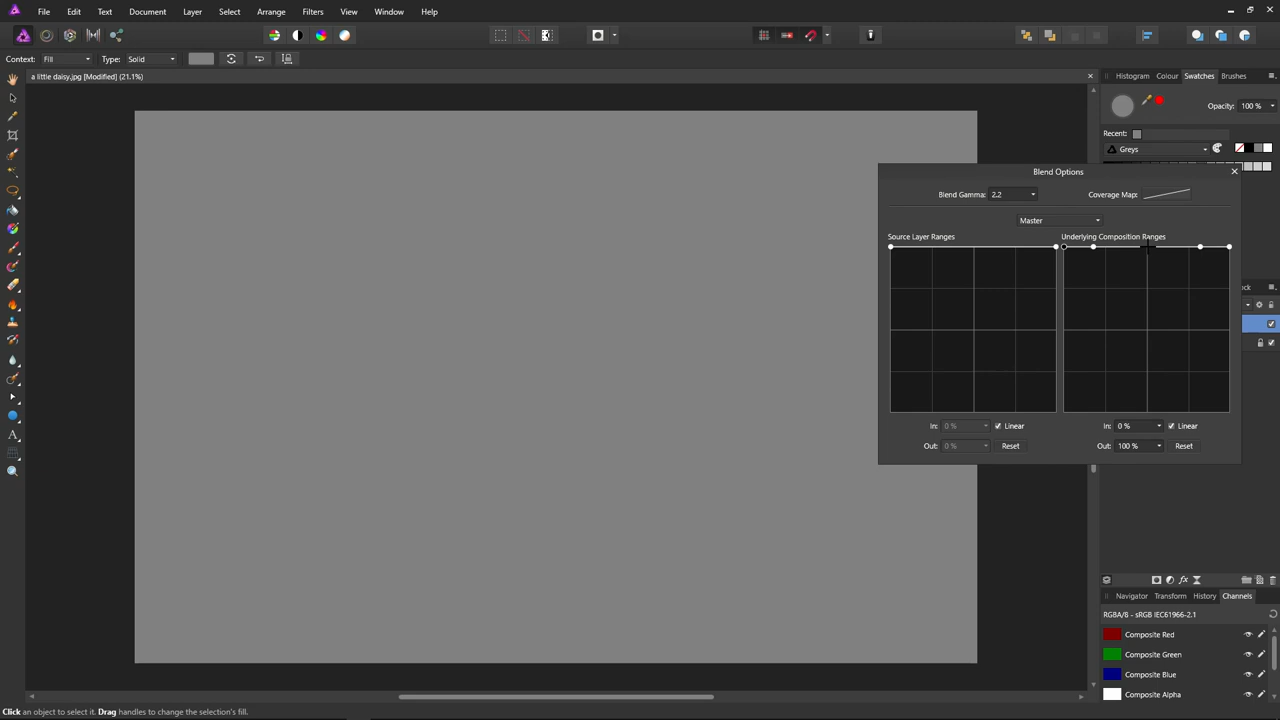 File Edit Text Document Layer Select Arrange Filters View Window Help
Context: Fill Type: Solid
a little daisy.jpg [Modified] (21.1%)
Histogram Colour Swatches Brushes
Opacity: 100 %
Recent:
Greys
Blend Options
Blend Gamma: 2.2 Coverage Map:
Master
Source Layer Ranges Underlying Composition Ranges
ock
In: 0 % Linear In: 0 % Linear
Out: 0 % Reset Out: 100 % Reset
fx
Navigator Transform History Channels
RGBA/8 - sRGB IEC61966-2.1
Composite Red
Composite Green
Composite Blue
Composite Alpha
Click an object to select it. Drag handles to change the selection's fill.